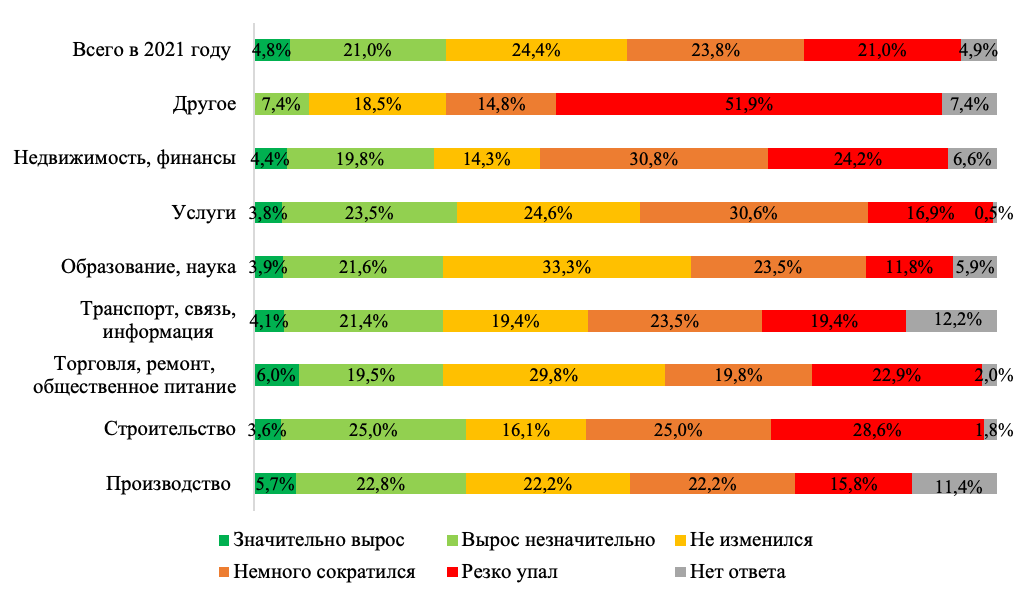 Всего в 2021 году 4,8% 21,0% 24,4% 23,8% 21,0% 4,9%
Другое 7,4% 18,5% 14,8% 51,9% 7,4%
Недвижимость, финансы 4,4% 19,8% 14,3% 30,8% 24,2% 6,6%
Услуги 3,8% 23,5% 24,6% 30,6% 16,9% 0,5%
Образование, наука 3,9% 21,6% 33,3% 23,5% 11,8% 5,9%
Транспорт, связь,
информация 4,1% 21,4% 19,4% 23,5% 19,4% 12,2%
Торговля, ремонт,
общественное питание 6,0% 19,5% 29,8% 19,8% 22,9% 2,0%
Строительство 3,6% 25,0% 16,1% 25,0% 28,6% 1,8%
Производство 5,7% 22,8% 22,2% 22,2% 15,8% 11,4%
Значительно вырос Вырос незначительно Не изменился
Немного сократился Резко упал Нет ответа